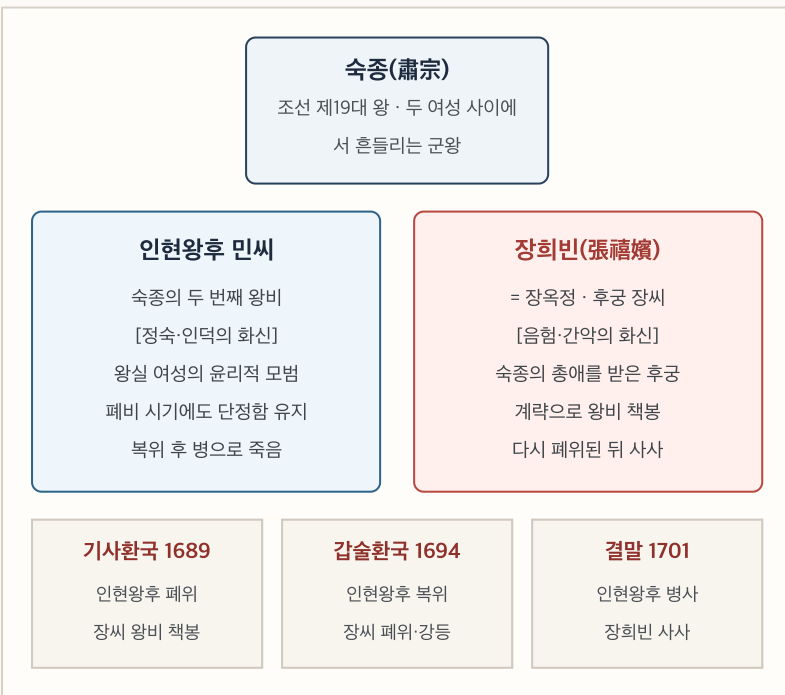 숙종(肅宗)
조선 제19대 왕 · 두 여성 사이에
서 흔들리는 군왕
인현왕후 민씨
숙종의 두 번째 왕비
[정숙·인덕의 화신]
왕실 여성의 윤리적 모범
폐비 시기에도 단정함 유지
복위 후 병으로 죽음
장희빈(張禧嬪)
= 장옥정 · 후궁 장씨
[음험·간악의 화신]
숙종의 총애를 받은 후궁
계략으로 왕비 책봉
다시 폐위된 뒤 사사
기사환국 1689
인현왕후 폐위
장씨 왕비 책봉
갑술환국 1694
인현왕후 복위
장씨 폐위·강등
결말 1701
인현왕후 병사
장희빈 사사